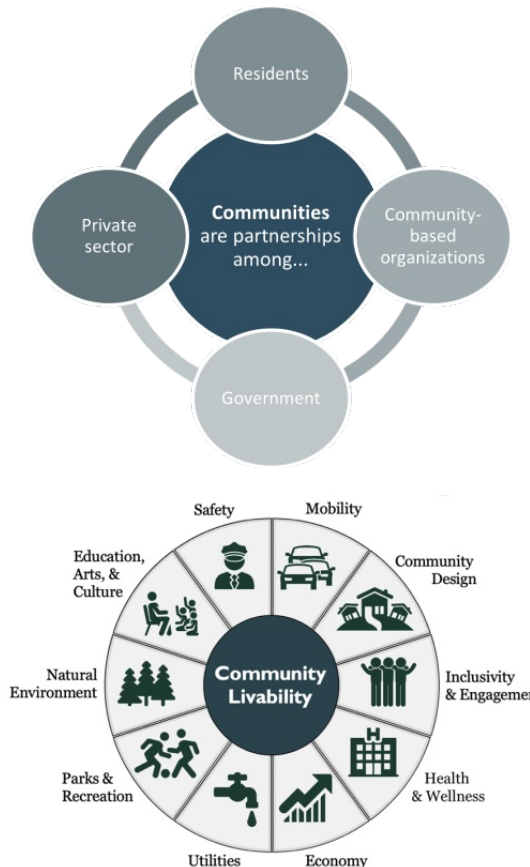 Residents
Private
sector
Communities
are partnerships
among...
Community-
based
organizations
Government
Safety
Mobility
Education,
Arts, &
Culture
Community
Design
Natural
Environment
Community
Livability
Inclusivity
& Engagemen
Parks &
Recreation
H
Health
& Wellness
Utilities
Economy